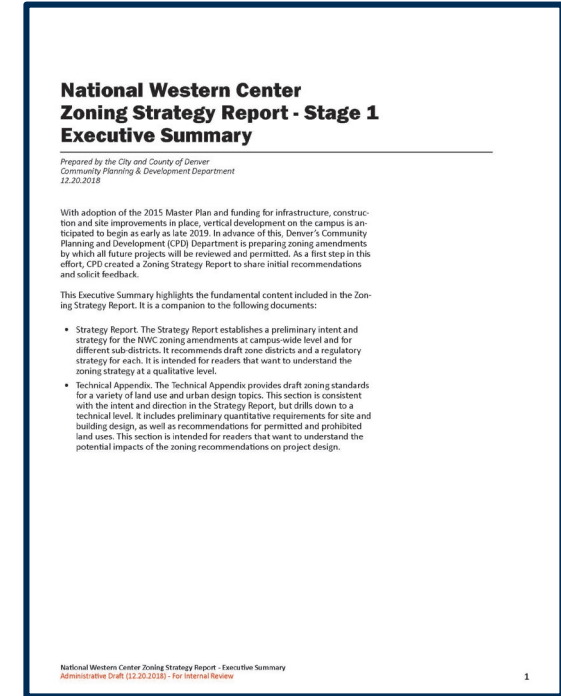 National Western Center
Zoning Strategy Report - Stage 1
Executive Summary
Prepared by the City and County of Denver
Community Planning & Development Department
12.20.2018
With adoption of the 2015 Master Plan and funding for infrastructure, construc-
tion and site improvements in place, vertical development on the campus is an-
ticipated to begin as early as late 2019. In advance of this, Denver's Community
Planning and Development (CPD) Department is preparing zoning amendments
by which all future projects will be reviewed and permitted. As a first step in this
effort, CPD created a Zoning Strategy Report to share initial recommendations
and solicit feedback.
This Executive Summary highlights the fundamental content included in the Zon-
ing Strategy Report. It is a companion to the following documents:
• Strategy Report. The Strategy Report establishes a preliminary intent and
strategy for the NWC zoning amendments at campus-wide level and for
different sub-districts. It recommends draft zone districts and a regulatory
strategy for each. It is intended for readers that want to understand the
zoning strategy at a qualitative level.
• Technical Appendix. The Technical Appendix provides draft zoning standards
for a variety of land use and urban design topics. This section is consistent
with the intent and direction in the Strategy Report, but drills down to a
technical level. It includes preliminary quantitative requirements for site and
building design, as well as recommendations for permitted and prohibited
land uses. This section is intended for readers that want to understand the
potential impacts of the zoning recommendations on project design.
National Western Center Zoning Strategy Report - Executive Summary
Administrative Draft (12.20.2018) - For Internal Review
1